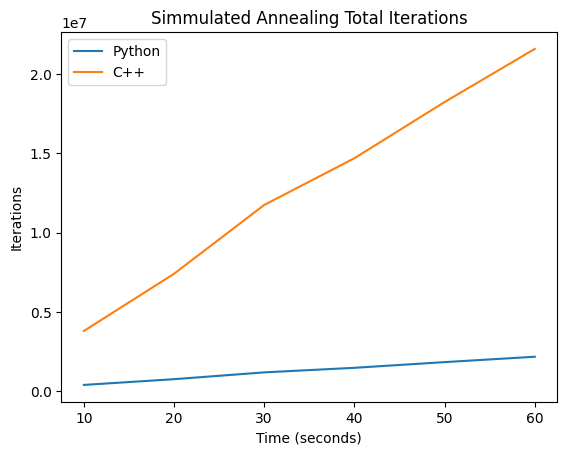 Simmulated Annealing Total Iterations
1e7
Python
C++
2.0
1.5
1.0
0.5
0.0
Iterations
10 20 30 40 50 60
Time (seconds)